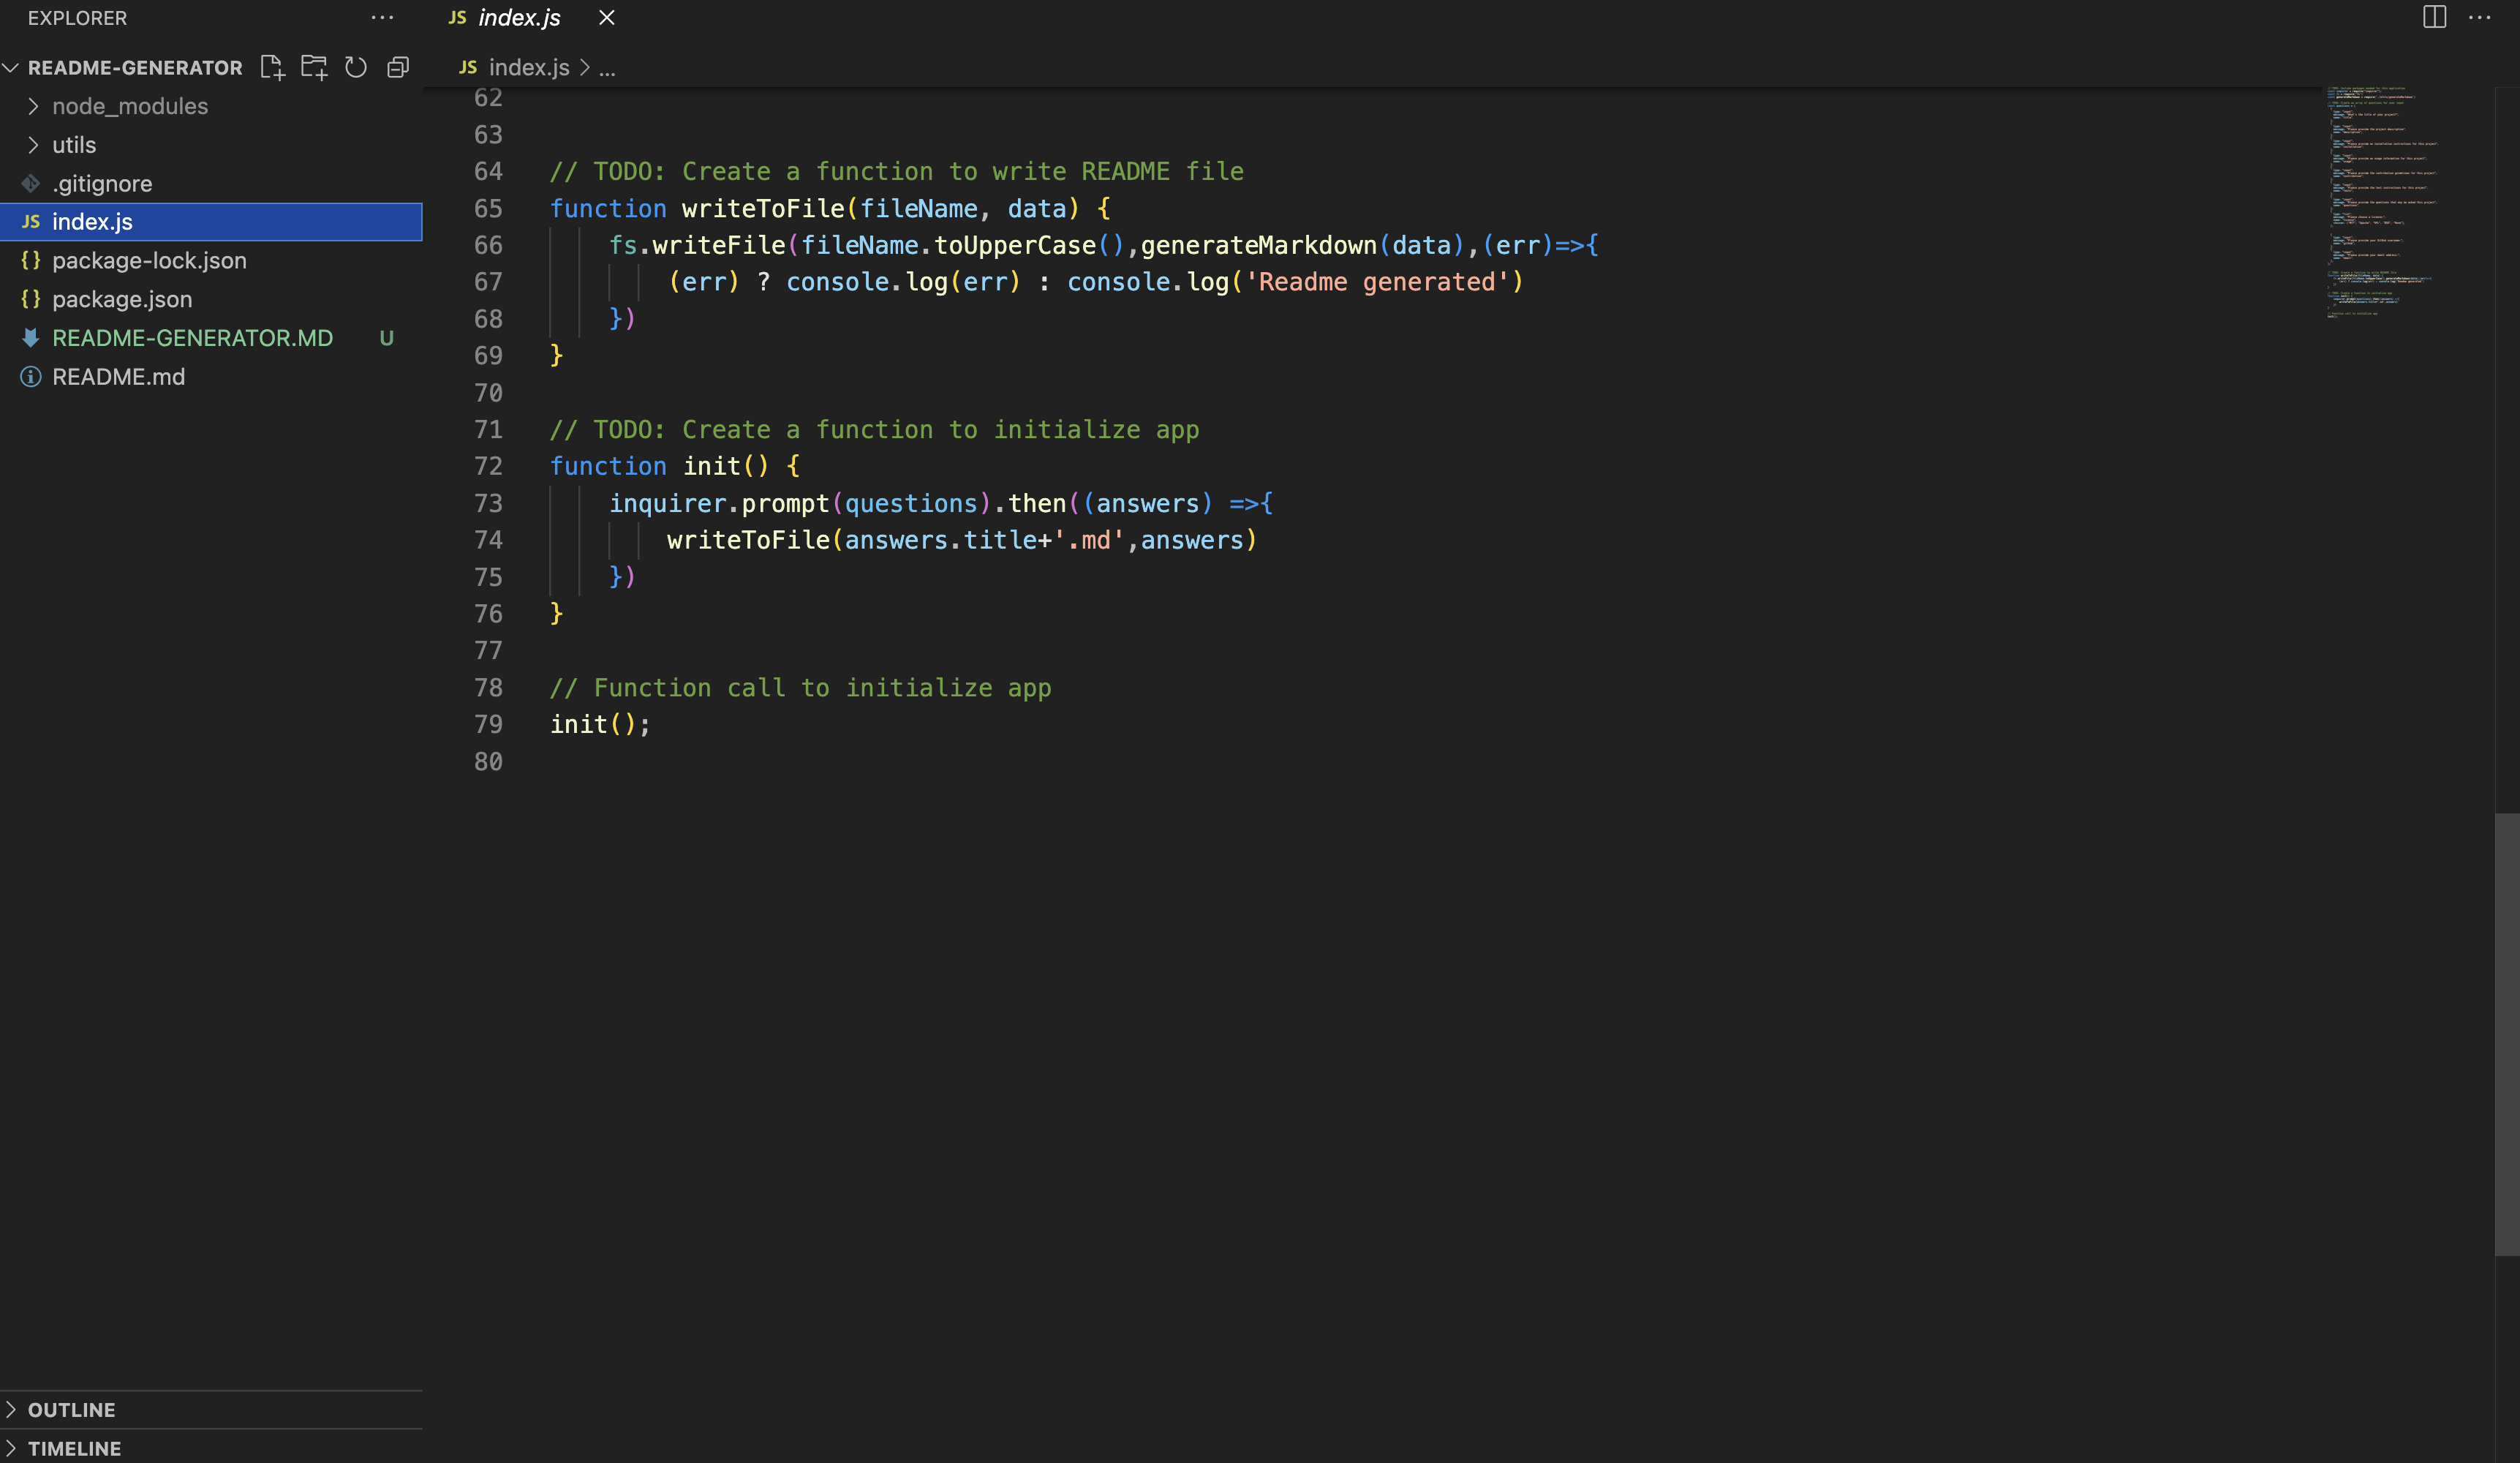 EXPLORER
README-GENERATOR
node_modules
utils
.gitignore
JS index.js
{} package-lock.json
{} package.json
README-GENERATOR.MD U
README.md
OUTLINE
TIMELINE
JS index.js
JS index.js > ...
62
63
64 // TODO: Create a function to write README file
65 function writeToFile(fileName, data) {
66 fs.writeFile(fileName.toUpperCase(),generateMarkdown(data),(err)=>{
67 (err) ? console.log(err) : console.log('Readme generated')
68 })
69 }
70
71 // TODO: Create a function to initialize app
72 function init() {
73 inquirer.prompt(questions).then((answers) =>{
74 writeToFile(answers.title+'.md',answers)
75 })
76 }
77
78 // Function call to initialize app
79 init();
80